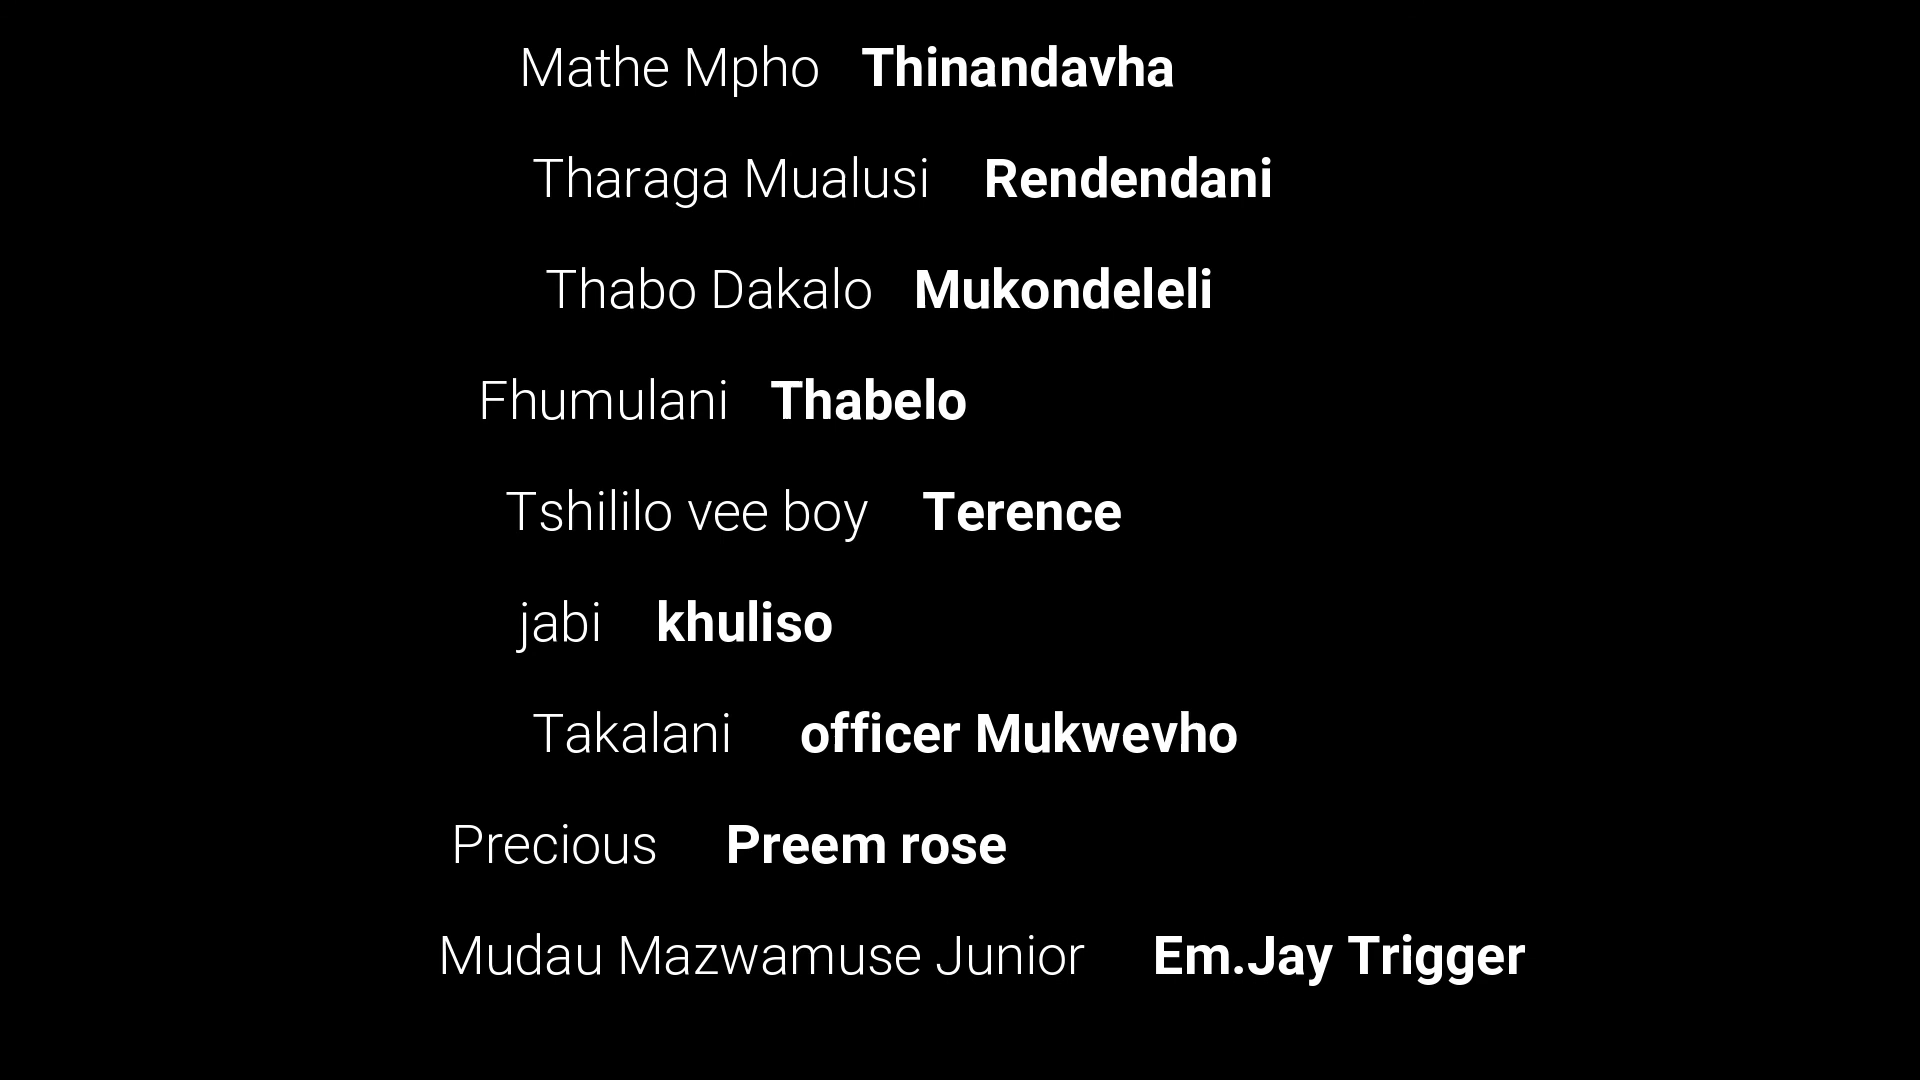 Mathe Mpho Thinandavha
Tharaga Mualusi Rendendani
Thabo Dakalo Mukondeleli
Fhumulani Thabelo
Tshililo vee boy Terence
jabi khuliso
Takalani officer Mukwevho
Precious Preem rose
Mudau Mazwamuse Junior Em.Jay Trigger